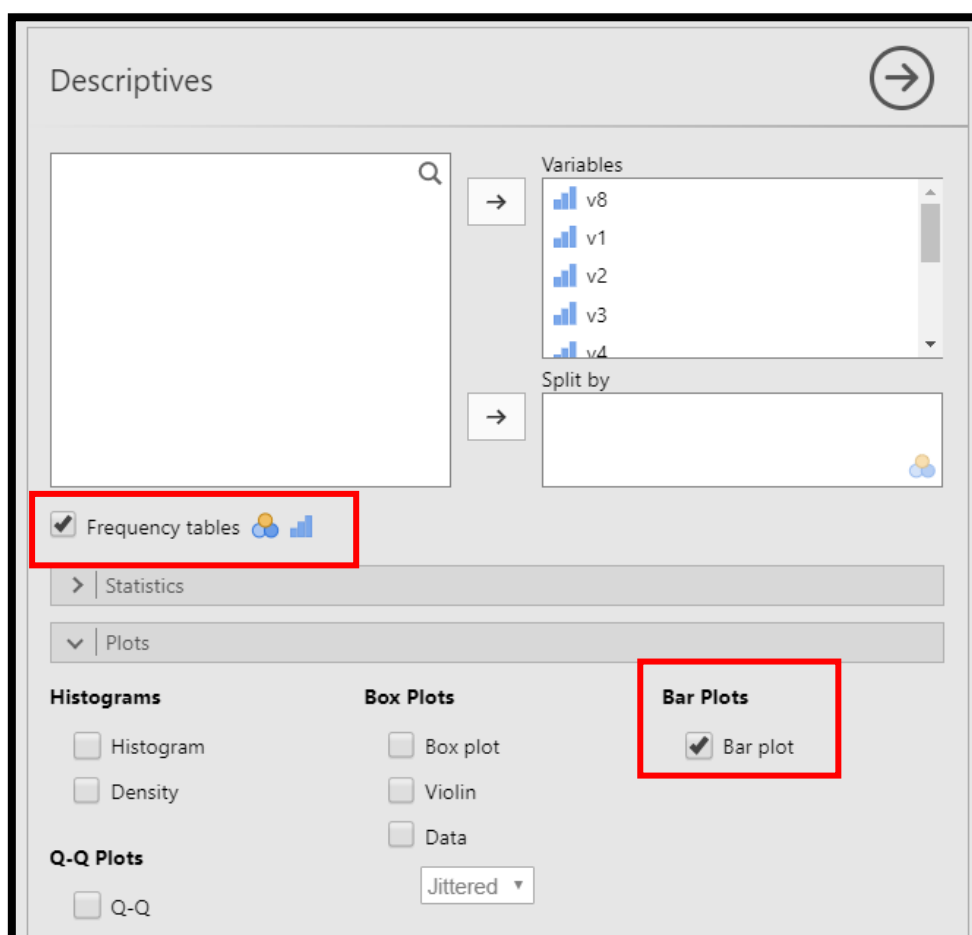 Descriptives
Variables
v8
v1
v2
v3
v4
Split by
Frequency tables
Statistics
Plots
Histograms
Histogram
Density
Q-Q Plots
Q-Q
Box Plots
Box plot
Violin
Data
Jittered
Bar Plots
Bar plot